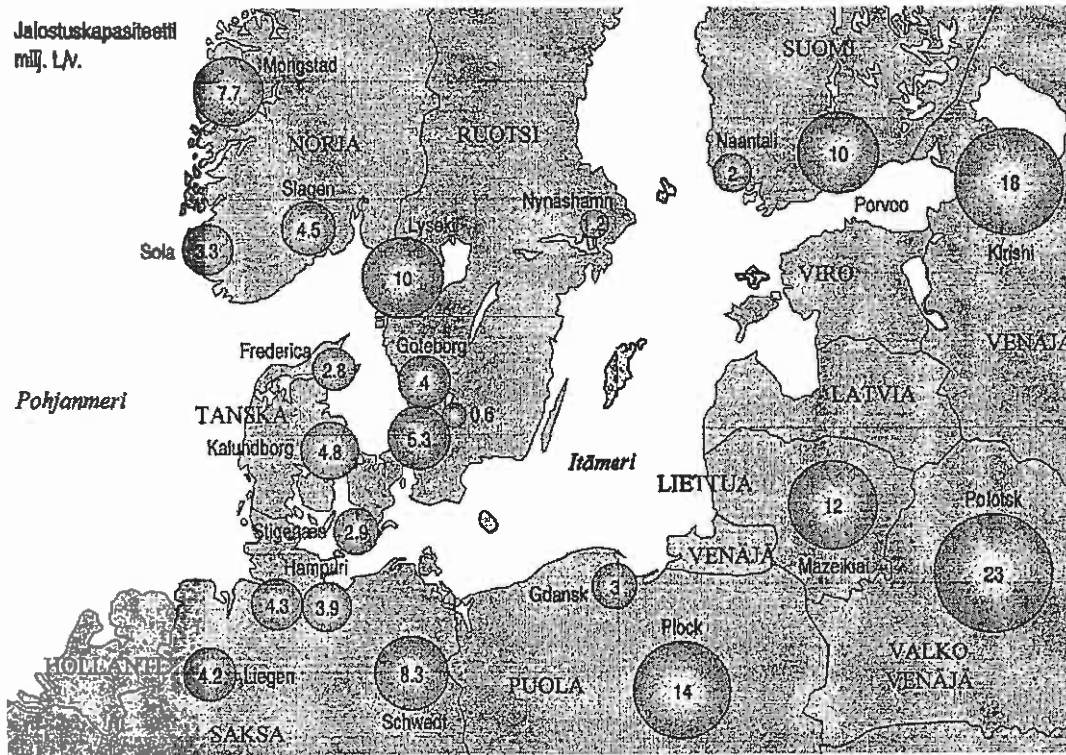 Jalostuskapasiteetti
milj. t./v.
Mongstad
7.7
NORJA
RUOTSI
SUOMI
Naantali
2
10
Porvoo
18
Kirishi
Slagen
4.5
Sola
3.3
Lysekil
10
Nynäshamn
1.2
VIRO
VENÄJÄ
Frederica
2.8
Göteborg
4
0.6
5.3
Pohjanmeri
TANSKA
Kalundborg
4.8
Itämeri
LATVIA
LIETTUA
12
Mazeikiai
Polotsk
23
Stigenæs
2.9
VENÄJÄ
Hampuri
4.3
3.9
Gdansk
3
Plock
14
HOLLANTI
4.2
Liegen
8.3
Schwedt
PUOLA
VALKO
VENÄJÄ
SAKSA